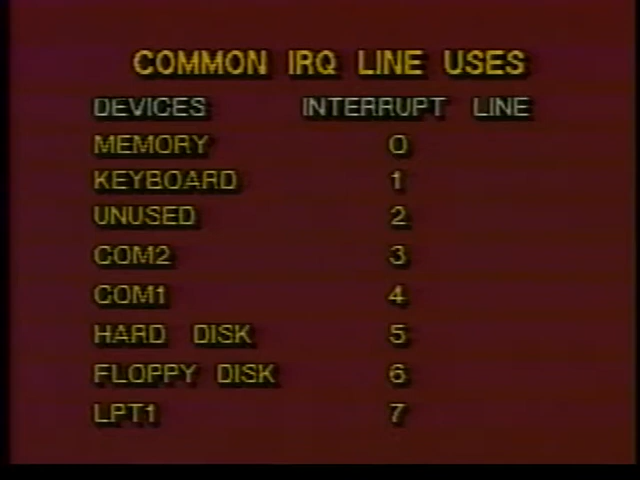 COMMON IRQ LINE USES
DEVICES INTERRUPT LINE
MEMORY 0
KEYBOARD 1
UNUSED 2
COM2 3
COM1 4
HARD DISK 5
FLOPPY DISK 6
LPT1 7